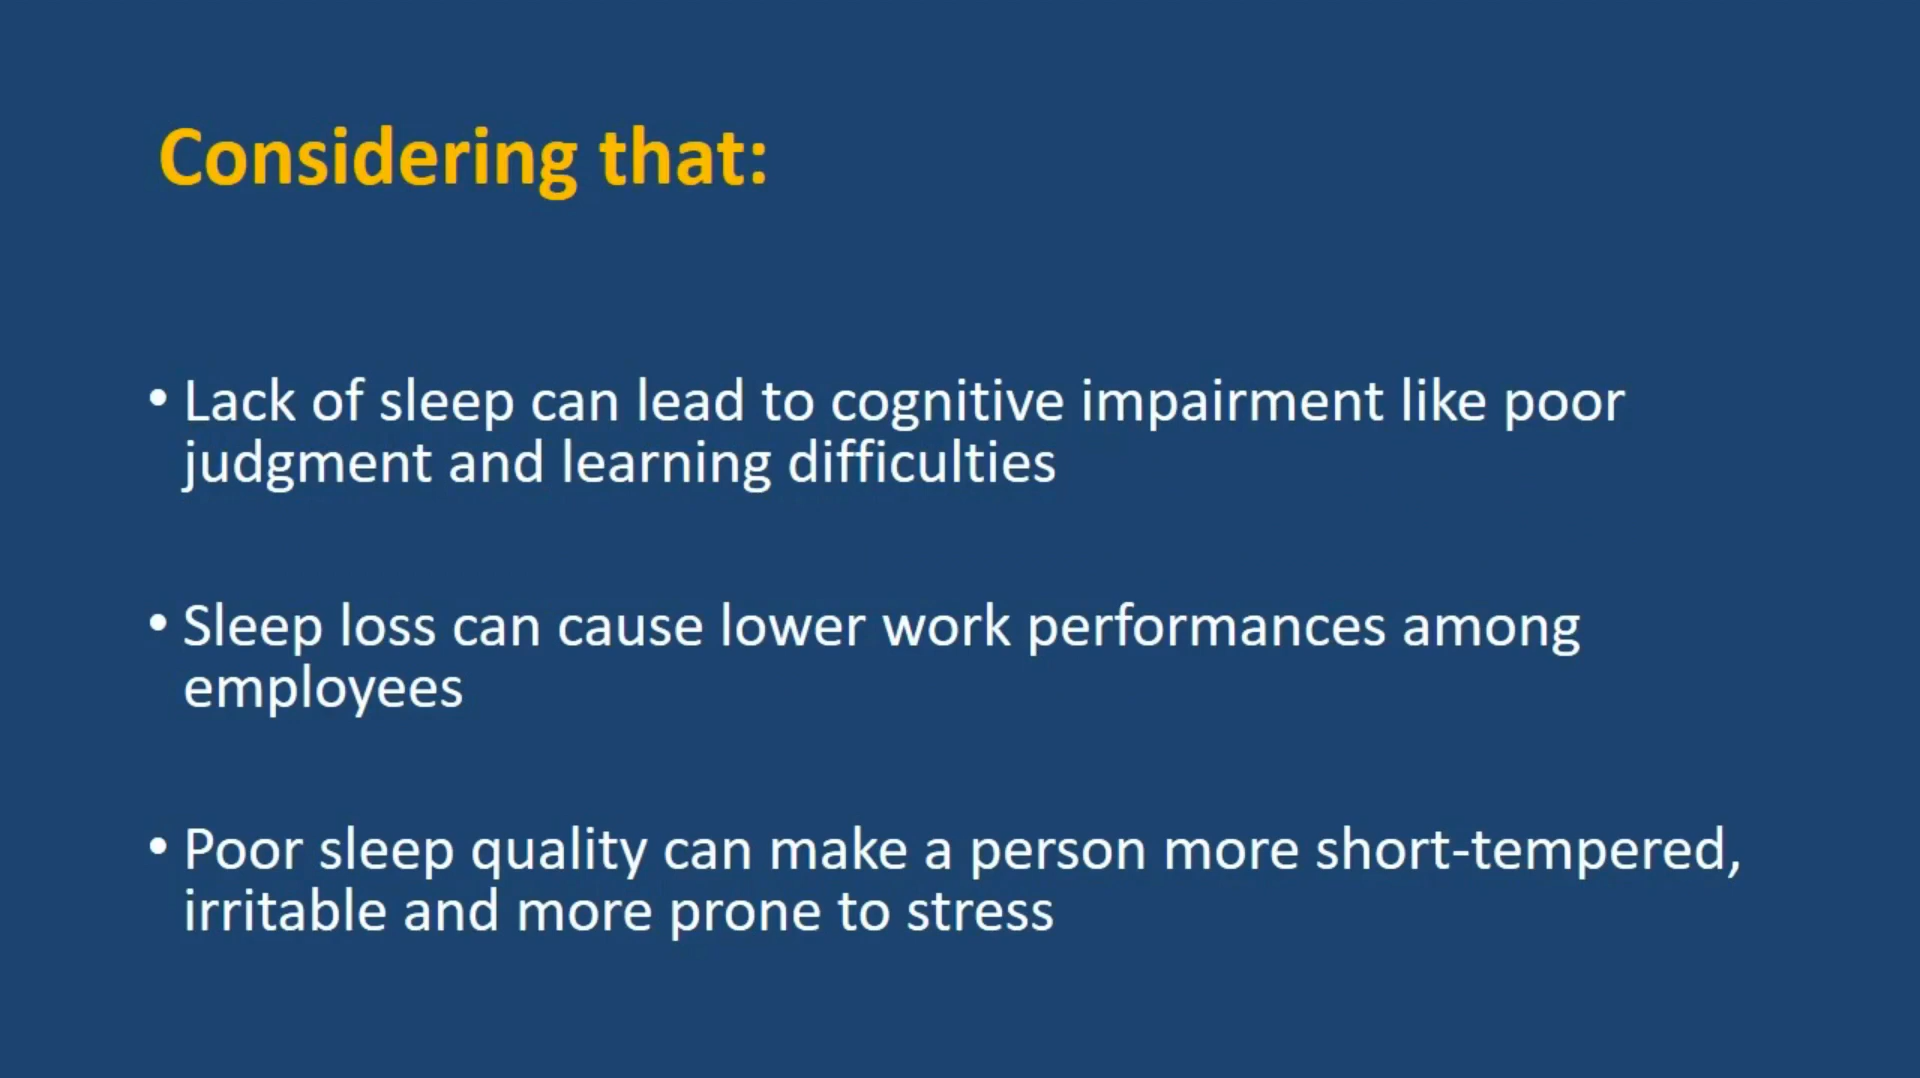 Considering that:
• Lack of sleep can lead to cognitive impairment like poor
judgment and learning difficulties
• Sleep loss can cause lower work performances among
employees
• Poor sleep quality can make a person more short-tempered,
irritable and more prone to stress